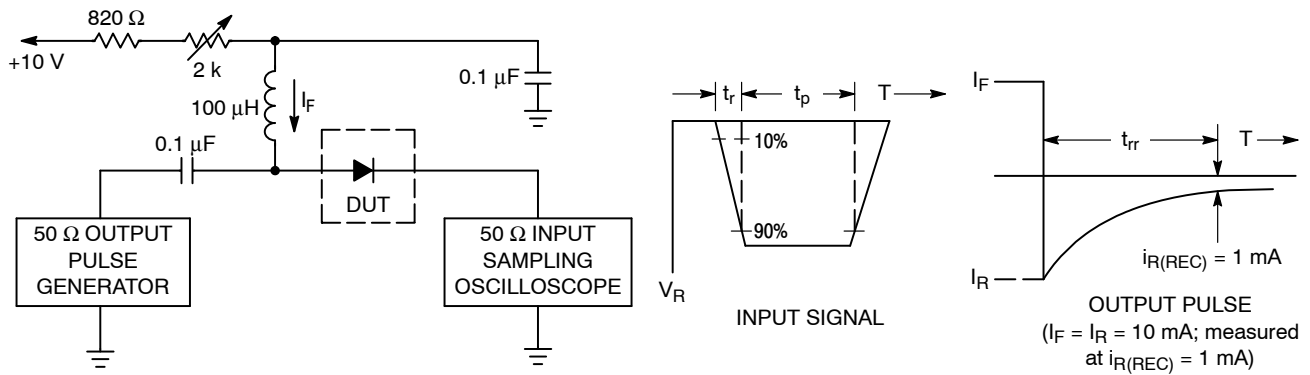 820 Ω
+10 V
2 k
100 μH
I_F
0.1 μF
0.1 μF
DUT
50 Ω OUTPUT
PULSE
GENERATOR
50 Ω INPUT
SAMPLING
OSCILLOSCOPE
t_r
t_p
T
10%
90%
V_R
INPUT SIGNAL
I_F
t_rr
T
I_R
i_R(REC) = 1 mA
OUTPUT PULSE
(I_F = I_R = 10 mA; measured
at i_R(REC) = 1 mA)